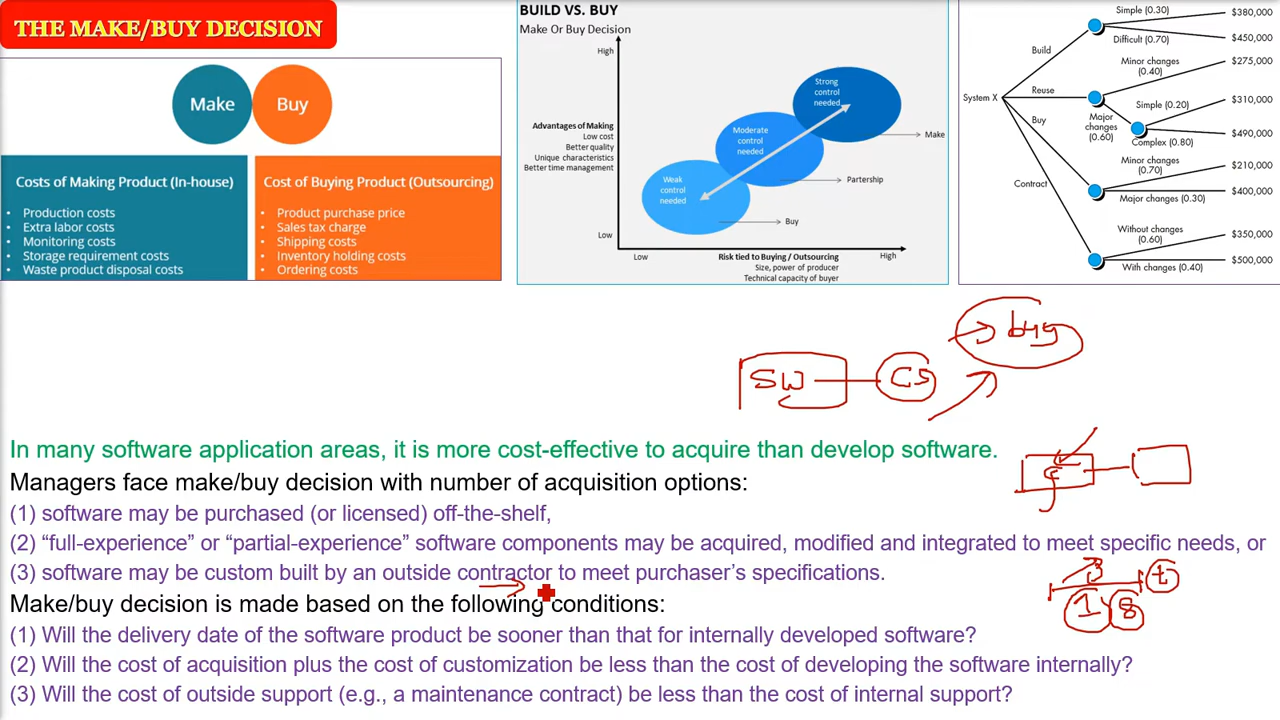 THE MAKE/BUY DECISION
Make
Buy
Costs of Making Product (In-house)
• Production costs
• Extra labor costs
• Monitoring costs
• Storage requirement costs
• Waste product disposal costs
Cost of Buying Product (Outsourcing)
• Product purchase price
• Sales tax charge
• Shipping costs
• Inventory holding costs
• Ordering costs
BUILD VS. BUY
Make Or Buy Decision
High
Strong
control
needed
Moderate
control
needed
Weak
control
needed
Advantages of Making
Low cost
Better quality
Unique characteristics
Better time management
Make
Partership
Buy
Low
Low
Risk tied to Buying / Outsourcing
High
Size, power of producer
Technical capacity of buyer
System X
Build
Simple (0.30)
$380,000
Difficult (0.70)
$450,000
Reuse
Minor changes
(0.40)
$275,000
Major
changes
(0.60)
Simple (0.20)
$310,000
Complex (0.80)
$490,000
Buy
Minor changes
(0.70)
$210,000
Major changes (0.30)
$400,000
Contract
Without changes
(0.60)
$350,000
With changes (0.40)
$500,000
buy
SW
CS
In many software application areas, it is more cost-effective to acquire than develop software.
Managers face make/buy decision with number of acquisition options:
(1) software may be purchased (or licensed) off-the-shelf,
(2) “full-experience” or “partial-experience” software components may be acquired, modified and integrated to meet specific needs, or
(3) software may be custom built by an outside contractor to meet purchaser’s specifications.
t
1 8
Make/buy decision is made based on the following conditions:
(1) Will the delivery date of the software product be sooner than that for internally developed software?
(2) Will the cost of acquisition plus the cost of customization be less than the cost of developing the software internally?
(3) Will the cost of outside support (e.g., a maintenance contract) be less than the cost of internal support?